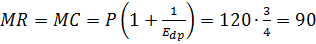 MR = MC = P(1 + 1/E_dp) = 120 · 3/4 = 90